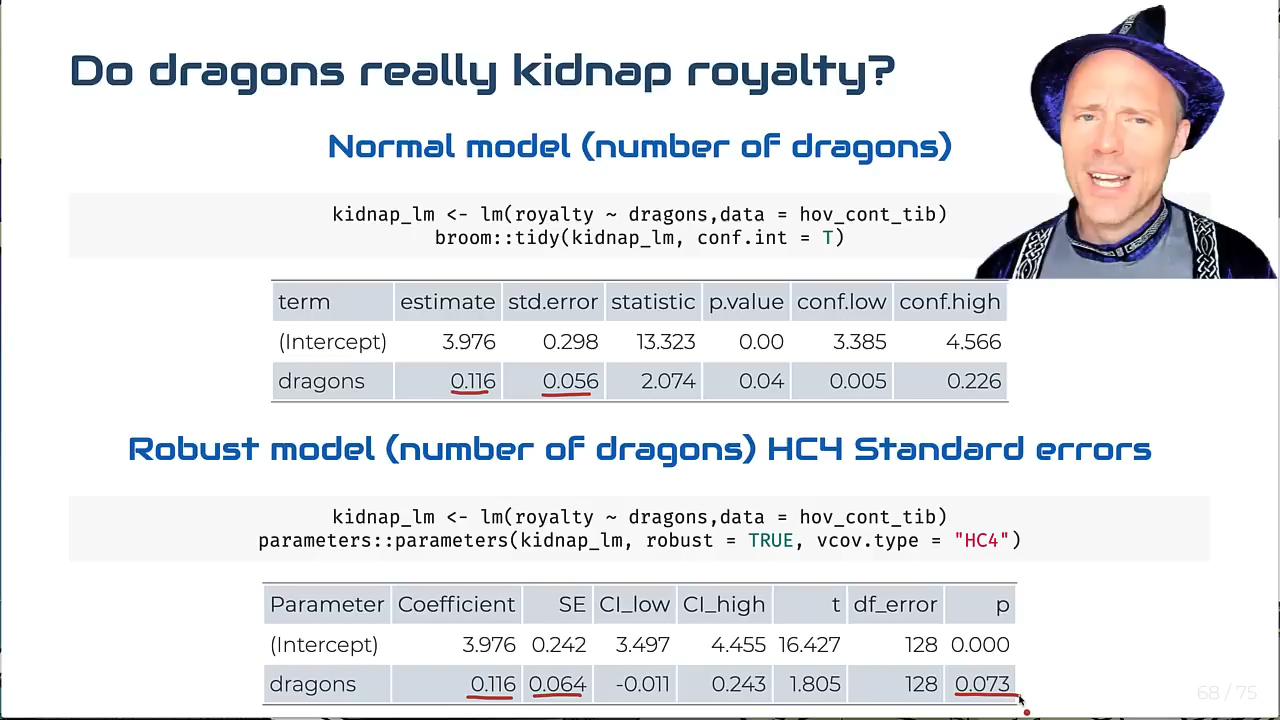 Do dragons really kidnap royalty?
Normal model (number of dragons)
kidnap_lm <- lm(royalty ~ dragons,data = hov_cont_tib)
broom::tidy(kidnap_lm, conf.int = T)
term estimate std.error statistic p.value conf.low conf.high
(Intercept) 3.976 0.298 13.323 0.00 3.385 4.566
dragons 0.116 0.056 2.074 0.04 0.005 0.226
Robust model (number of dragons) HC4 Standard errors
kidnap_lm <- lm(royalty ~ dragons,data = hov_cont_tib)
parameters::parameters(kidnap_lm, robust = TRUE, vcov.type = "HC4")
Parameter Coefficient SE CI_low CI_high t df_error p
(Intercept) 3.976 0.242 3.497 4.455 16.427 128 0.000
dragons 0.116 0.064 -0.011 0.243 1.805 128 0.073
68 / 75